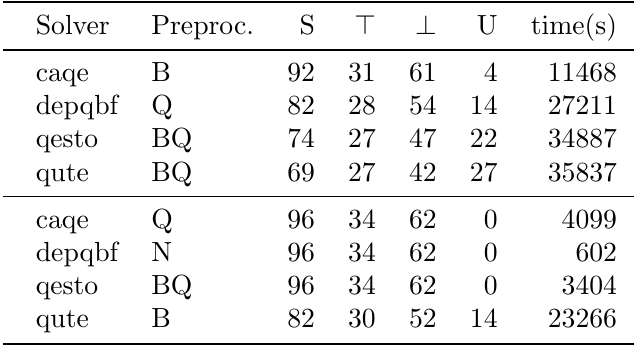 Solver Preproc. S ⊤ ⊥ U time(s)
caqe B 92 31 61 4 11468
depqbf Q 82 28 54 14 27211
qesto BQ 74 27 47 22 34887
qute BQ 69 27 42 27 35837
caqe Q 96 34 62 0 4099
depqbf N 96 34 62 0 602
qesto BQ 96 34 62 0 3404
qute B 82 30 52 14 23266